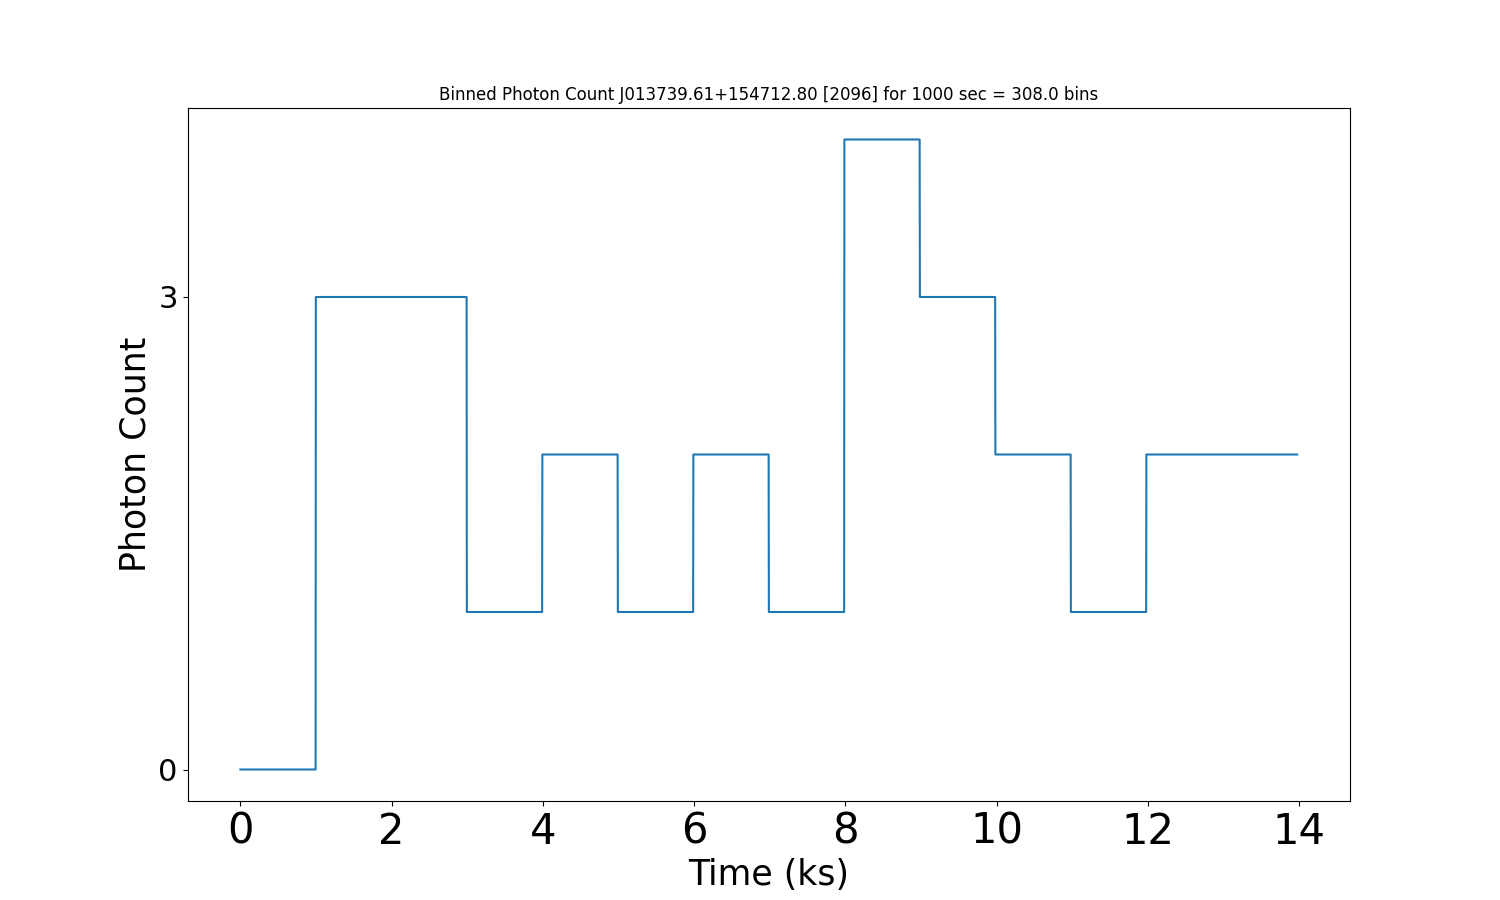 Binned Photon Count J013739.61+154712.80 [2096] for 1000 sec = 308.0 bins
Photon Count
3
0
0 2 4 6 8 10 12 14
Time (ks)